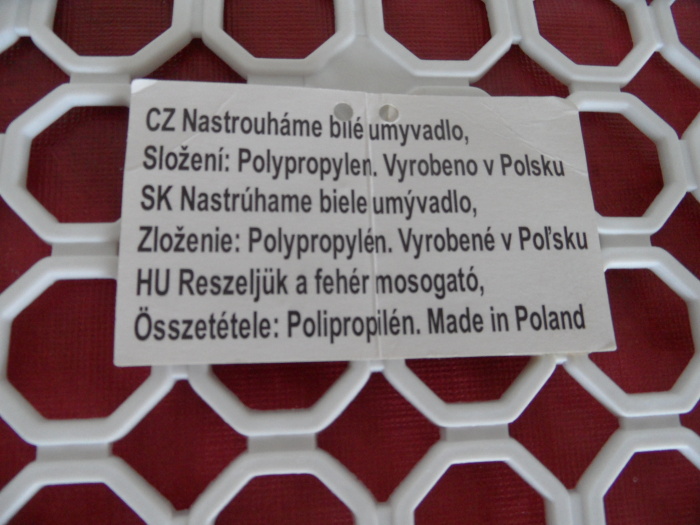 CZ Nastrouháme bílé umyvadlo,
Složení: Polypropylen. Vyrobeno v Polsku
SK Nastrúhame biele umývadlo,
Zloženie: Polypropylén. Vyrobené v Poľsku
HU Reszeljük a fehér mosogató,
Összetétele: Polipropilén. Made in Poland